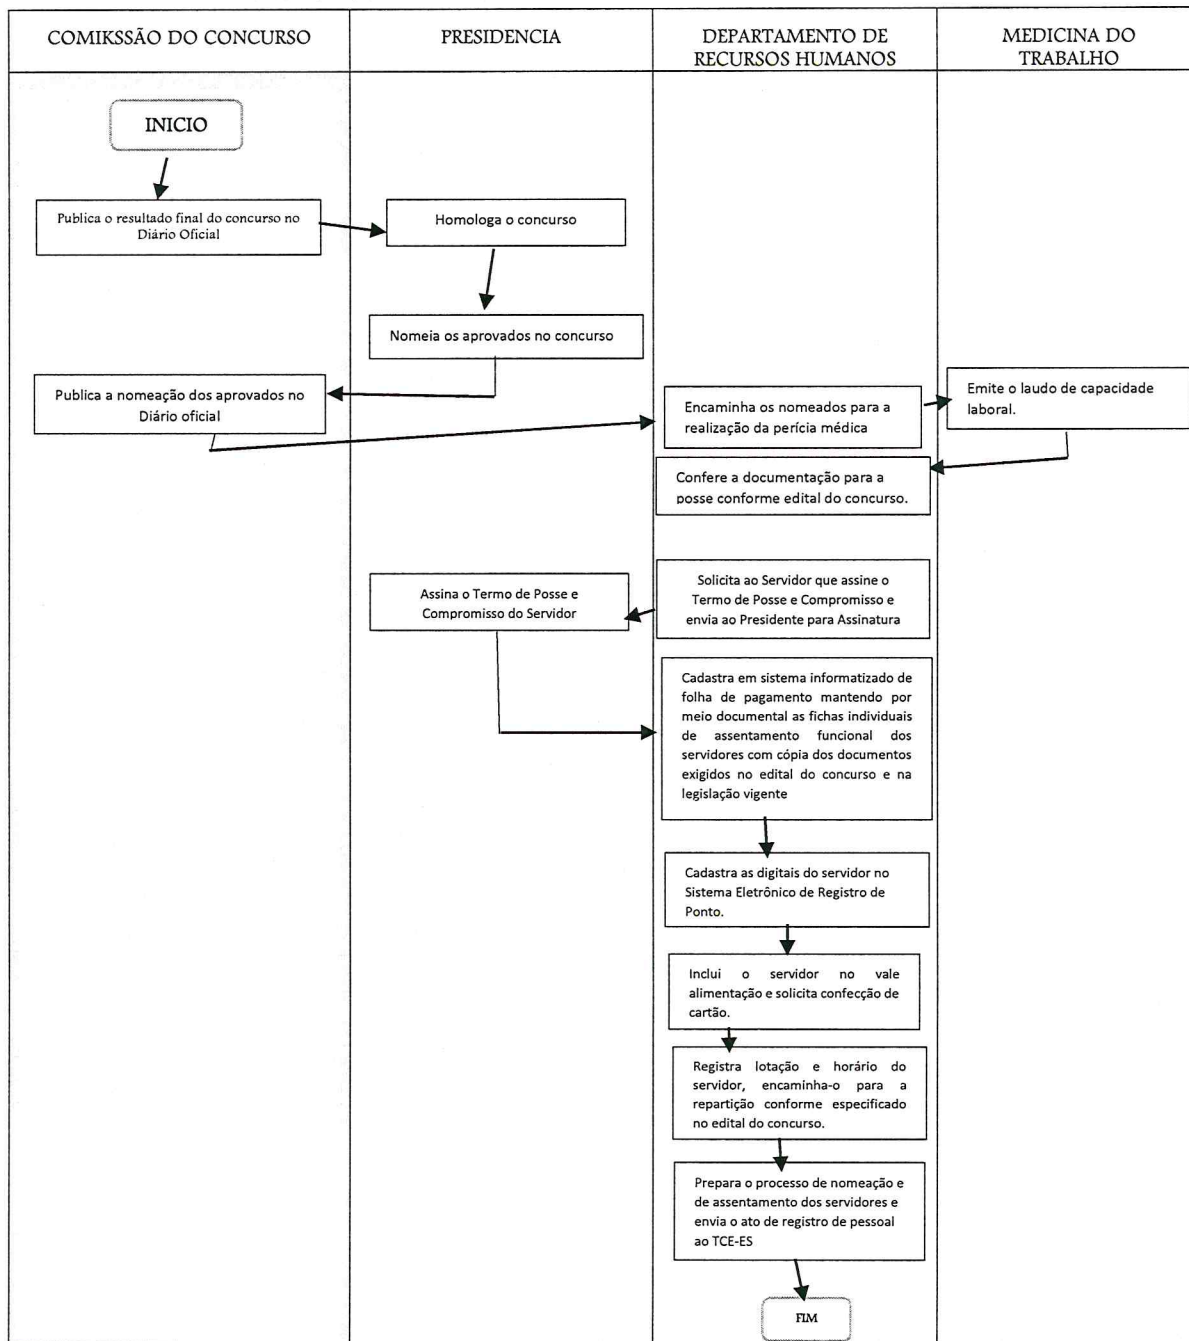 COMIKSSÃO DO CONCURSO
PRESIDENCIA
DEPARTAMENTO DE
RECURSOS HUMANOS
MEDICINA DO
TRABALHO
INICIO
Publica o resultado final do concurso no
Diário Oficial
Homologa o concurso
Nomeia os aprovados no concurso
Publica a nomeação dos aprovados no
Diário oficial
Encaminha os nomeados para a
realização da perícia médica
Emite o laudo de capacidade
laboral.
Confere a documentação para a
posse conforme edital do concurso.
Solicita ao Servidor que assine o
Termo de Posse e Compromisso e
envia ao Presidente para Assinatura
Assina o Termo de Posse e
Compromisso do Servidor
Cadastra em sistema informatizado de
folha de pagamento mantendo por
meio documental as fichas individuais
de assentamento funcional dos
servidores com cópia dos documentos
exigidos no edital do concurso e na
legislação vigente
Cadastra as digitais do servidor no
Sistema Eletrônico de Registro de
Ponto.
Inclui o servidor no vale
alimentação e solicita confecção de
cartão.
Registra lotação e horário do
servidor, encaminha-o para a
repartição conforme especificado
no edital do concurso.
Prepara o processo de nomeação e
de assentamento dos servidores e
envia o ato de registro de pessoal
ao TCE-ES
FIM